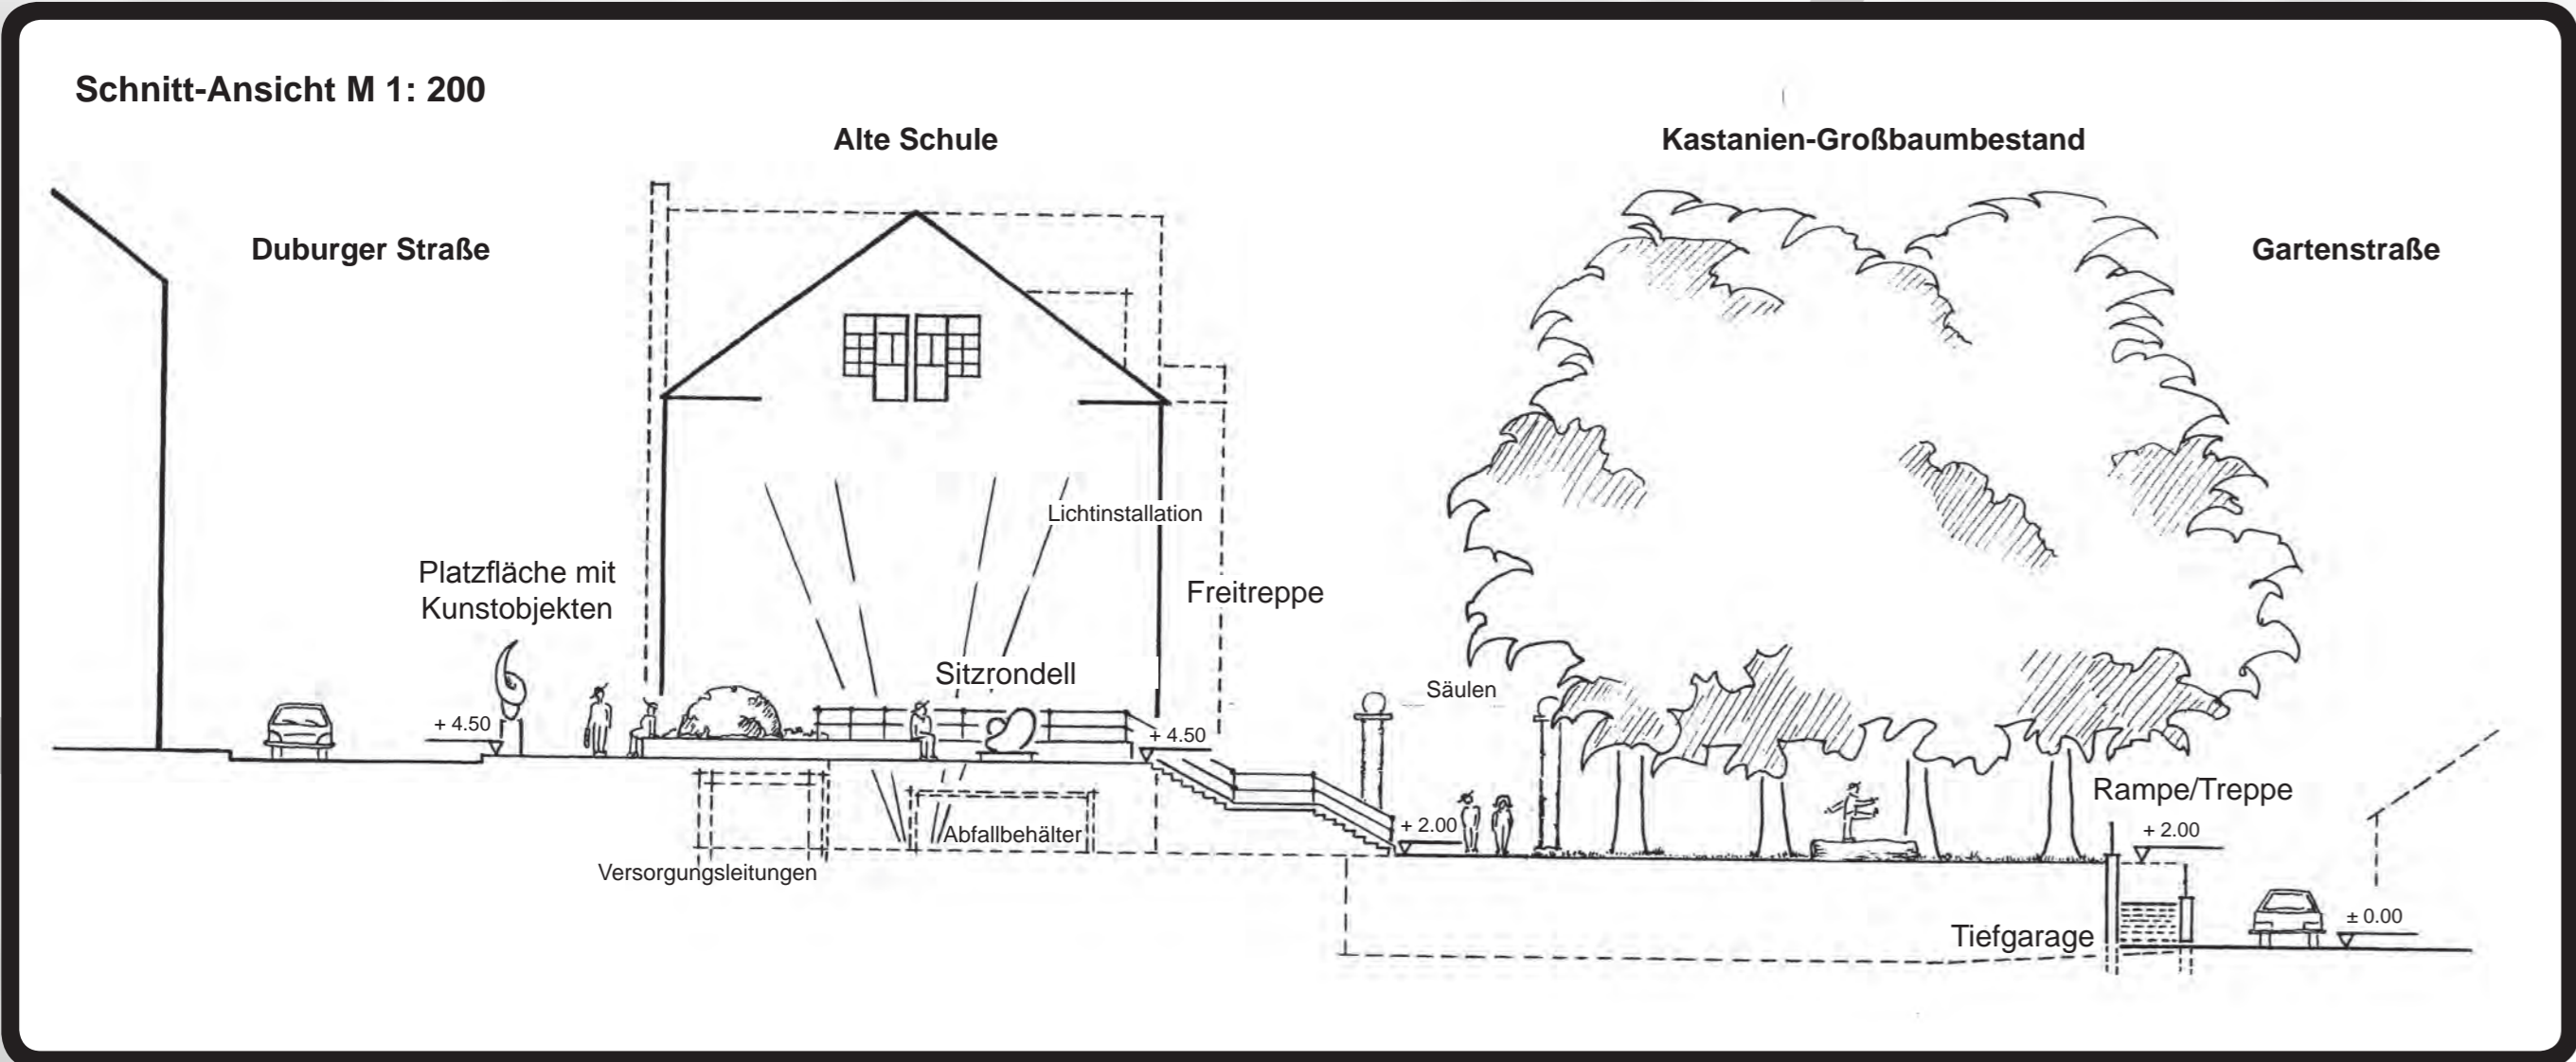 Schnitt-Ansicht M 1: 200
Alte Schule
Kastanien-Großbaumbestand
Duburger Straße
Gartenstraße
Lichtinstallation
Platzfläche mit
Kunstobjekten
Freitreppe
Sitzrondell
Säulen
+ 4.50
+ 4.50
Rampe/Treppe
+ 2.00
+ 2.00
Abfallbehälter
Versorgungsleitungen
± 0.00
Tiefgarage